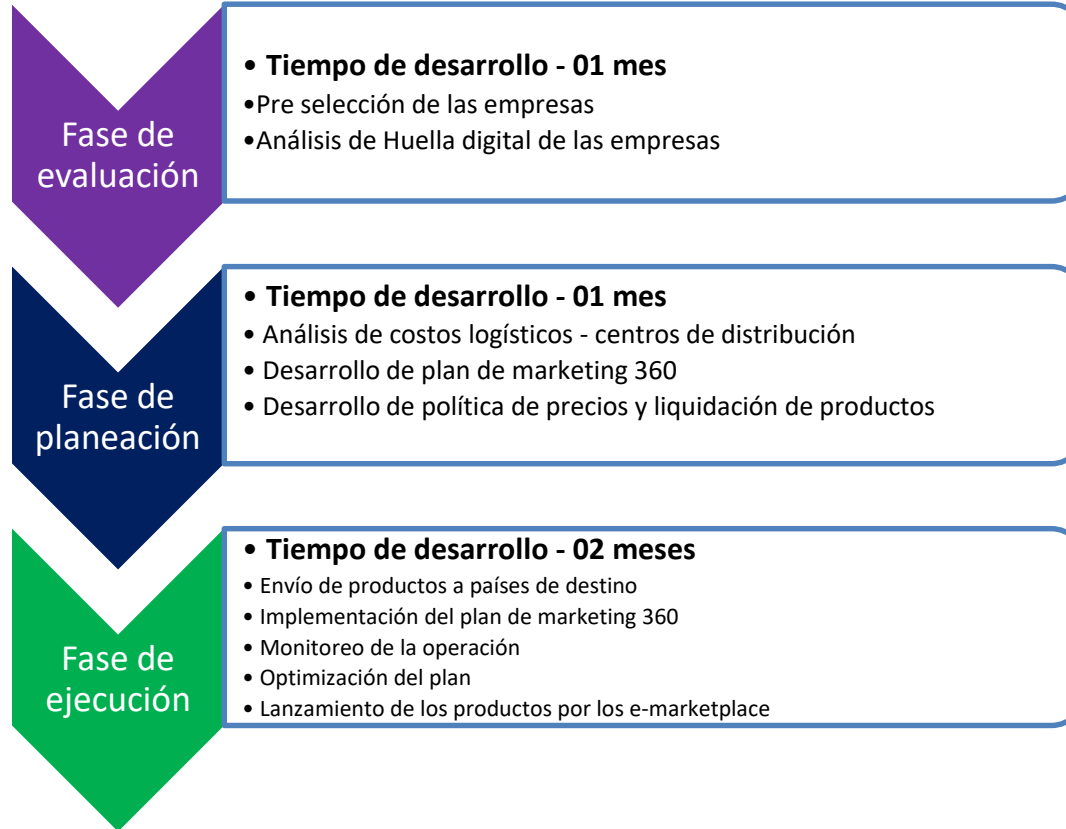 Fase de
evaluación
• Tiempo de desarrollo - 01 mes
•Pre selección de las empresas
•Análisis de Huella digital de las empresas
Fase de
planeación
• Tiempo de desarrollo - 01 mes
• Análisis de costos logísticos - centros de distribución
• Desarrollo de plan de marketing 360
• Desarrollo de política de precios y liquidación de productos
Fase de
ejecución
• Tiempo de desarrollo - 02 meses
• Envío de productos a países de destino
• Implementación del plan de marketing 360
• Monitoreo de la operación
• Optimización del plan
• Lanzamiento de los productos por los e-marketplace